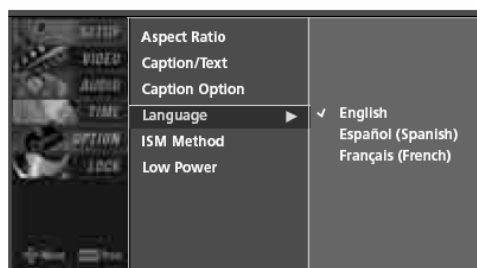 SETUP
VIDEO
AUDIO
TIME
OPTION
LOCK
Aspect Ratio
Caption/Text
Caption Option
Language ▶
ISM Method
Low Power
✓ English
Español (Spanish)
Français (French)